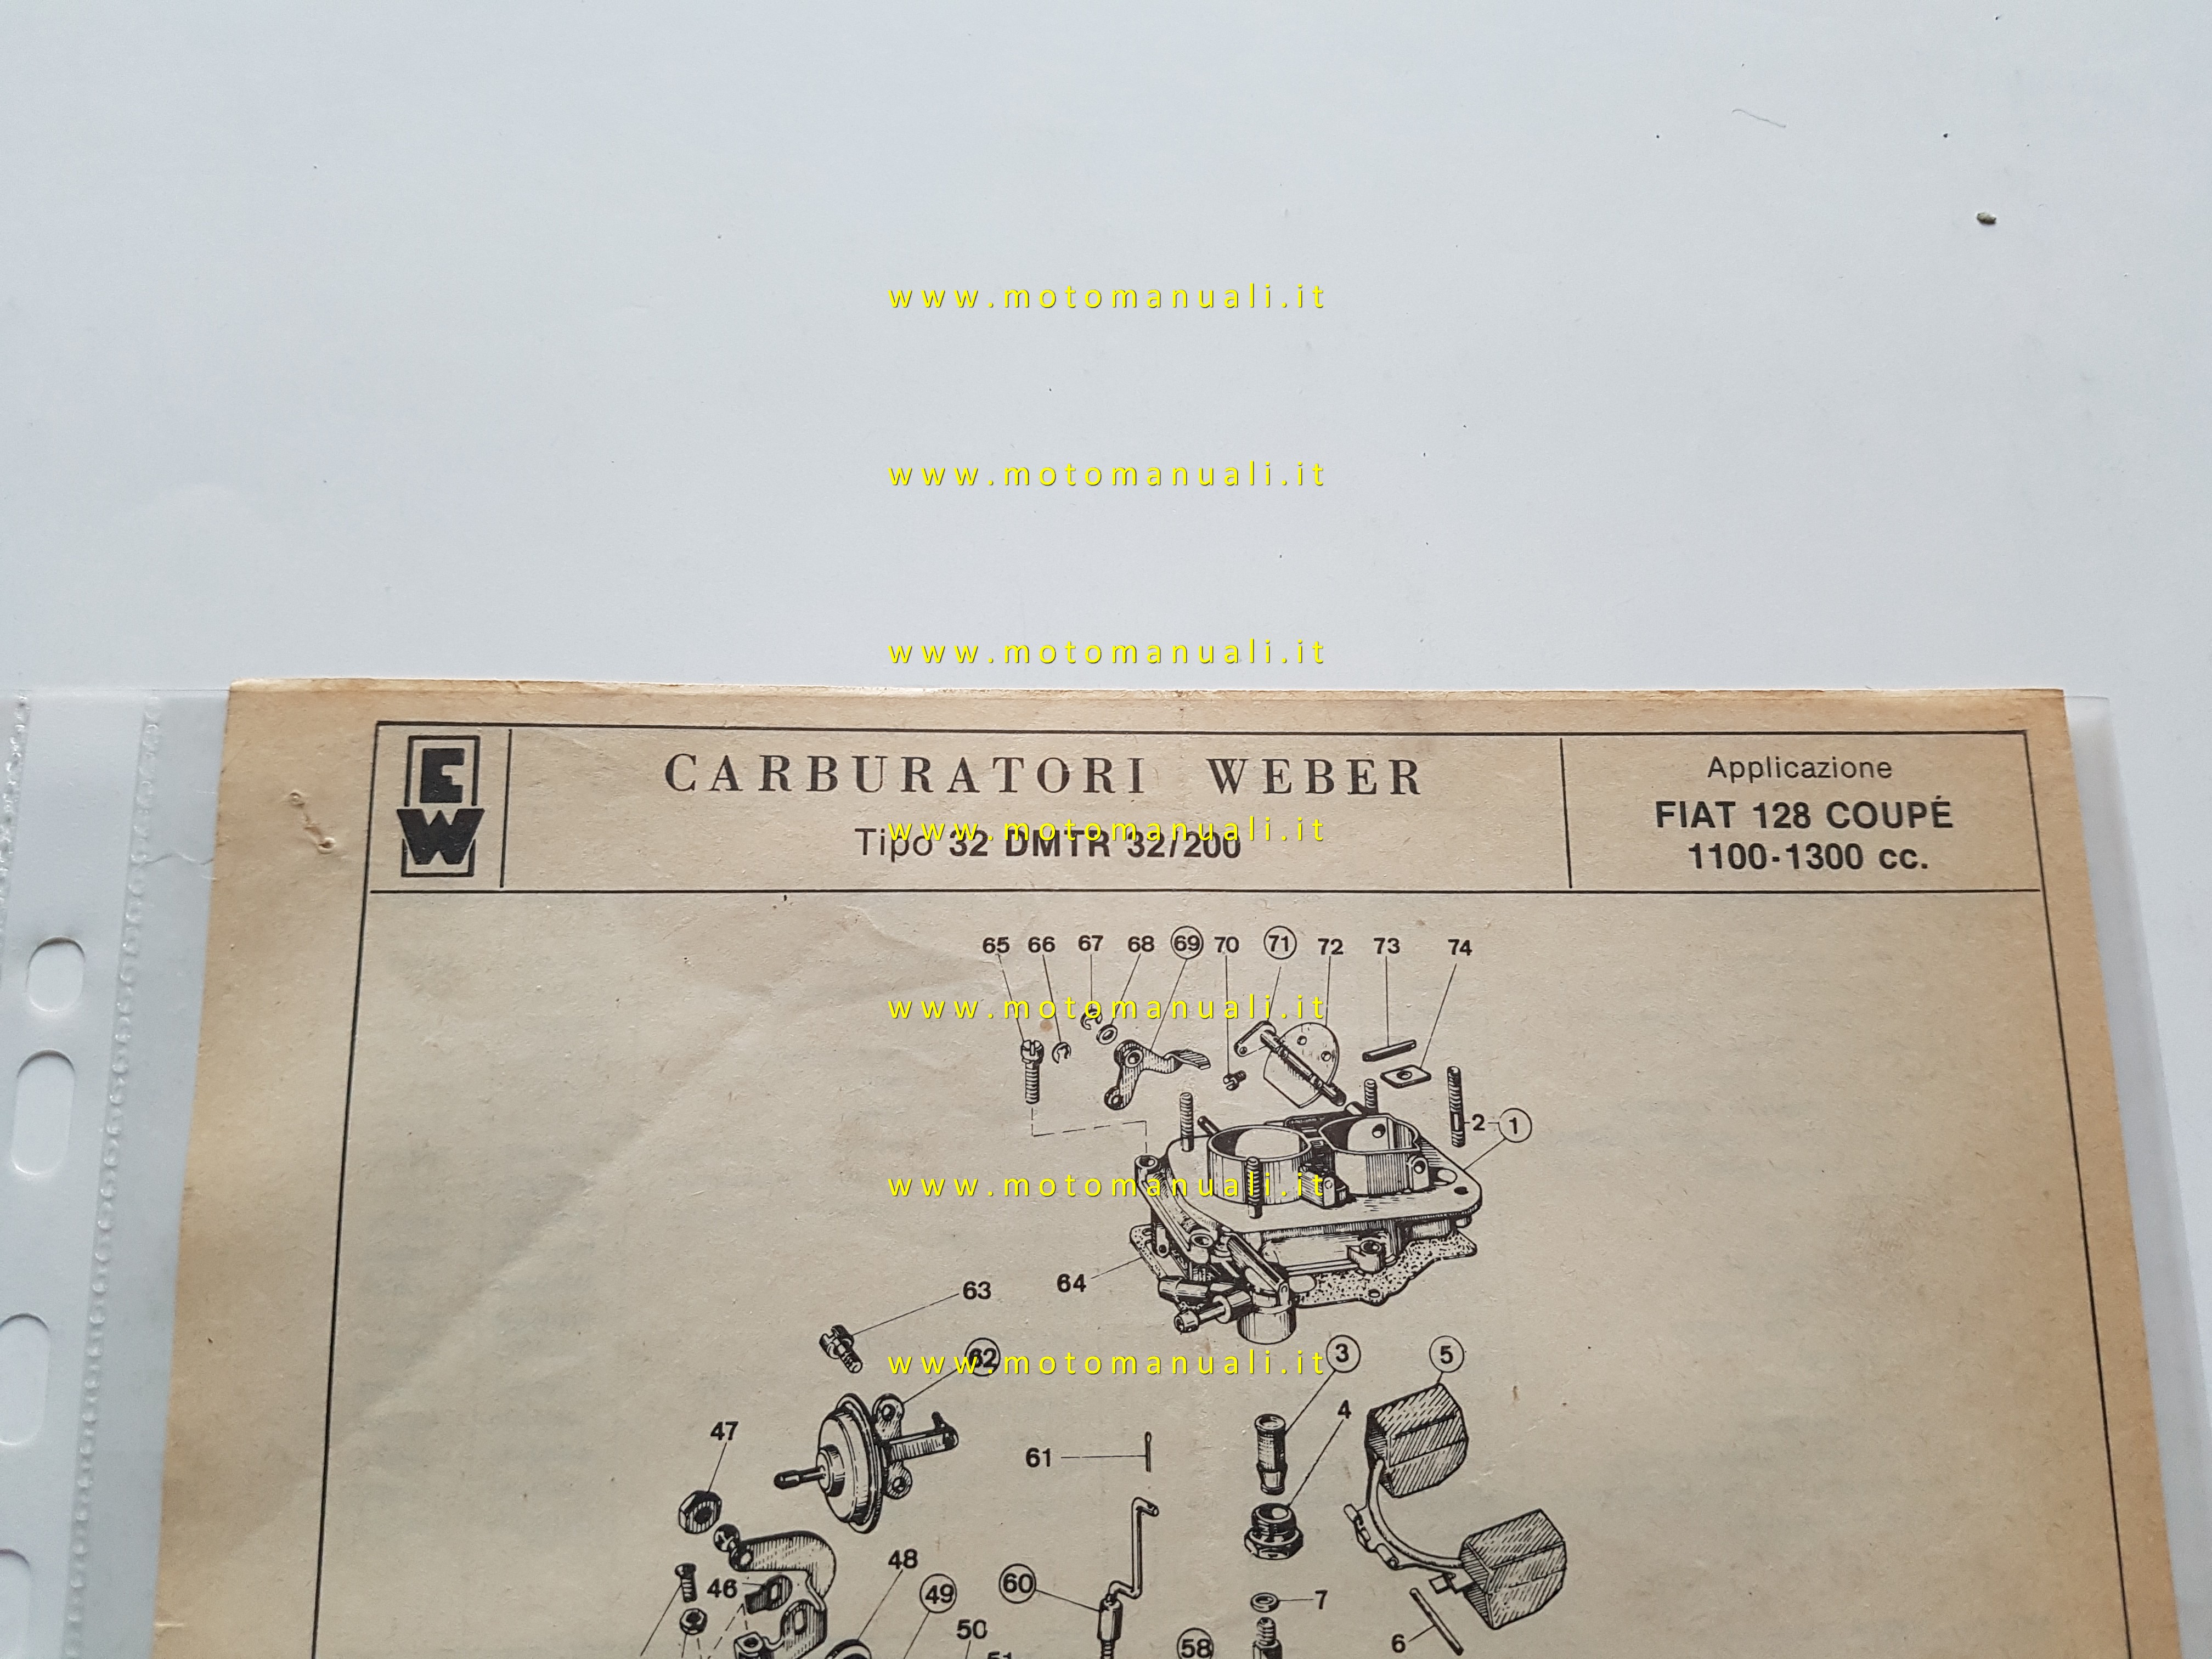 www.motomanuali.it
www.motomanuali.it
www.motomanuali.it
EW
CARBURATORI WEBER
Tipo 32 DMTR 32/200
www.motomanuali.it
Applicazione
FIAT 128 COUPÉ
1100-1300 cc.
65 66 67 68 69 70 71 72 73 74
www.motomanuali.it
2 1
www.motomanuali.it
64
63
62
www.motomanuali.it
3 5
4
47
61
48
46
49
60
7
50
58
6
51